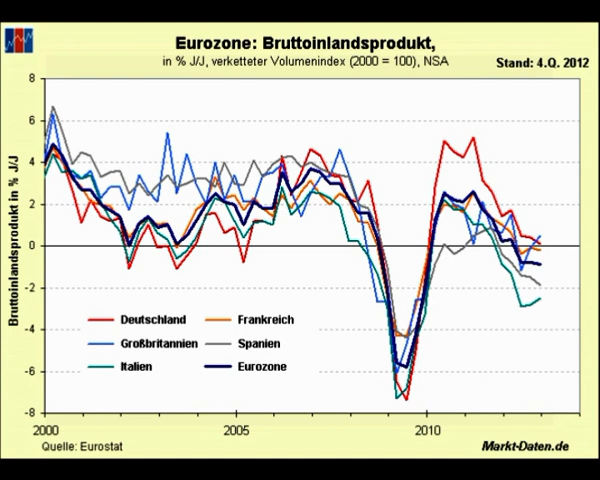 Eurozone: Bruttoinlandsprodukt,
in % J/J, verketteter Volumenindex (2000 = 100), NSA
Stand: 4.Q. 2012
Bruttoinlandsprodukt in % J/J
8
6
4
2
0
-2
-4
-6
-8
Deutschland
Frankreich
Großbritannien
Spanien
Italien
Eurozone
2000
2005
2010
Quelle: Eurostat
Markt-Daten.de